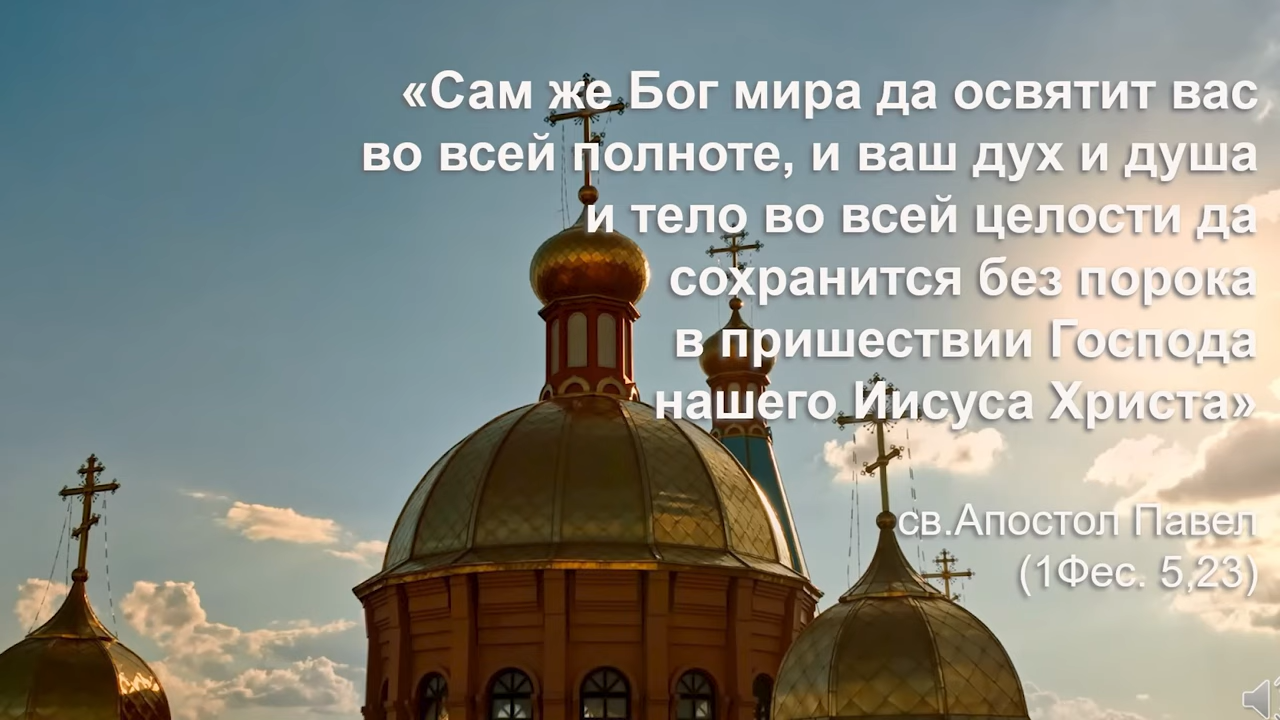 «Сам же Бог мира да освятит вас
во всей полноте, и ваш дух и душа
и тело во всей целости да
сохранится без порока
в пришествии Господа
нашего Иисуса Христа»
св.Апостол Павел
(1Фес. 5,23)